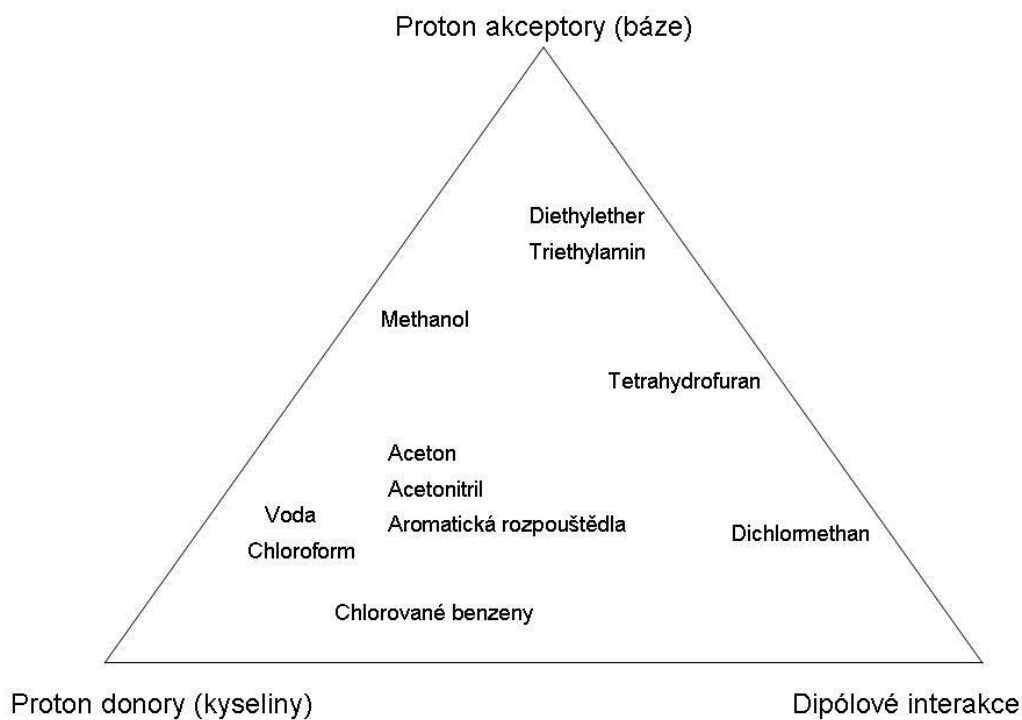 Proton akceptory (báze)
Diethylether
Triethylamin
Methanol
Tetrahydrofuran
Aceton
Acetonitril
Voda
Aromatická rozpouštědla
Dichlormethan
Chloroform
Chlorované benzeny
Proton donory (kyseliny)
Dipólové interakce